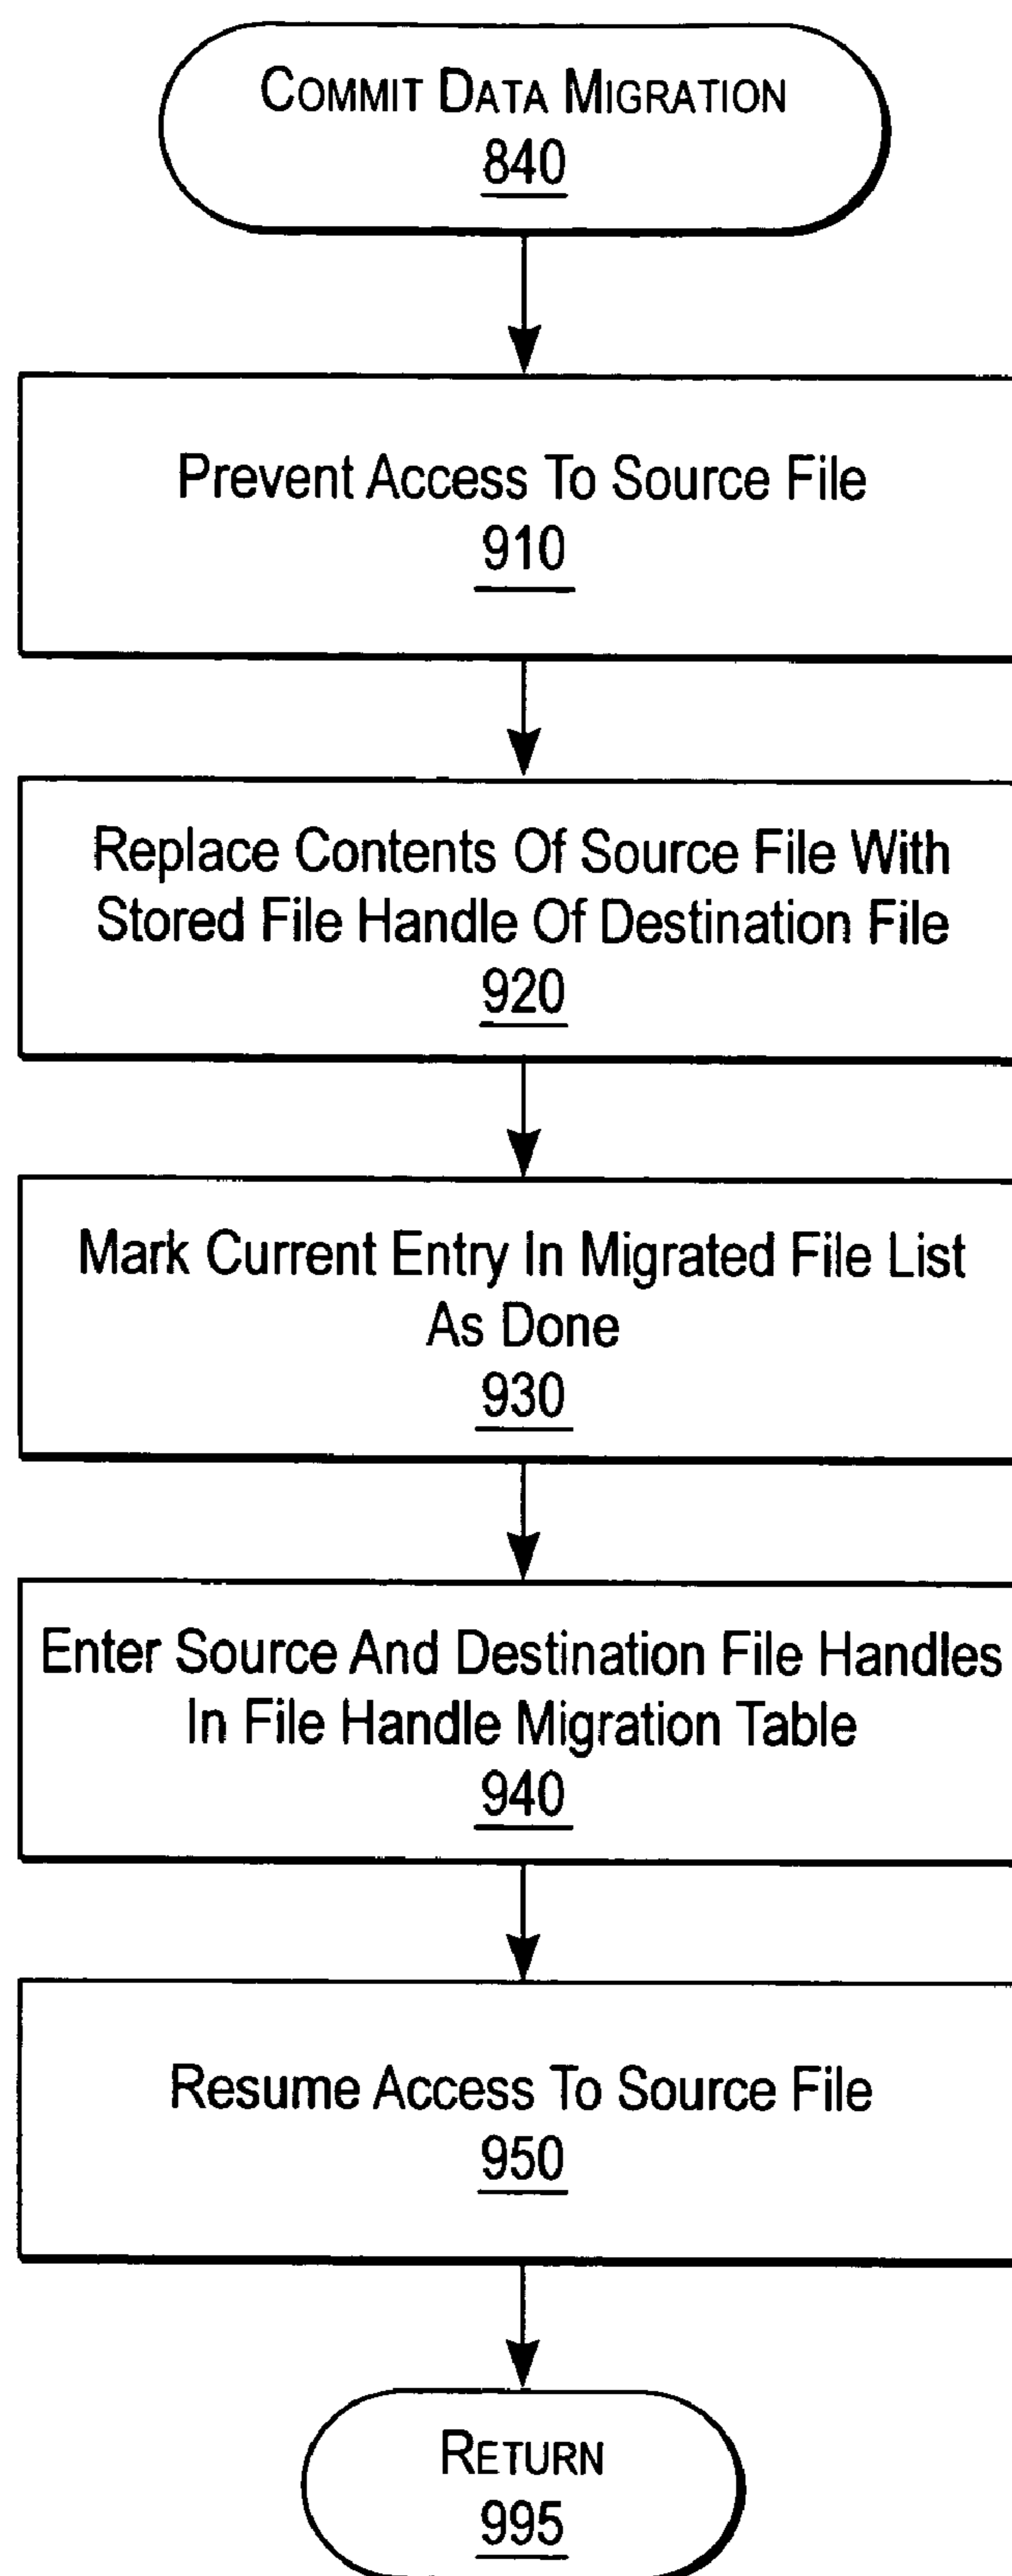 COMMIT DATA MIGRATION
840
Prevent Access To Source File
910
Replace Contents Of Source File With
Stored File Handle Of Destination File
920
Mark Current Entry In Migrated File List
As Done
930
Enter Source And Destination File Handles
In File Handle Migration Table
940
Resume Access To Source File
950
RETURN
995